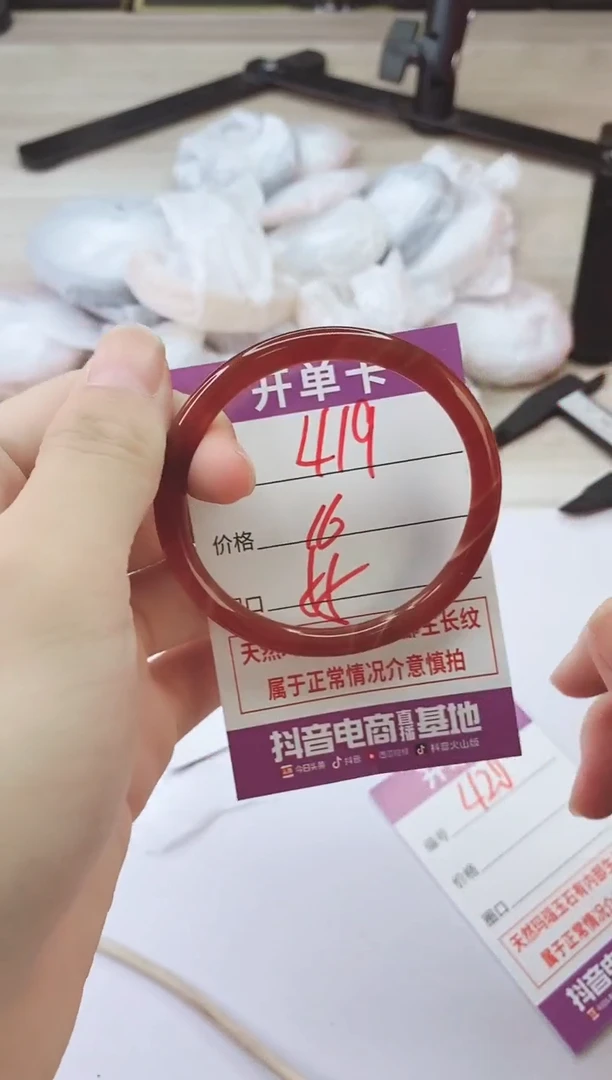 开单卡
419
价格 16
口
天然 生长纹
属于正常情况介意慎拍
抖音电商直播基地
今日头条 抖音 西瓜视频 抖音火山版
编号
价格
圈口
天然玛瑙玉石有内部
属于正常情况
抖音电